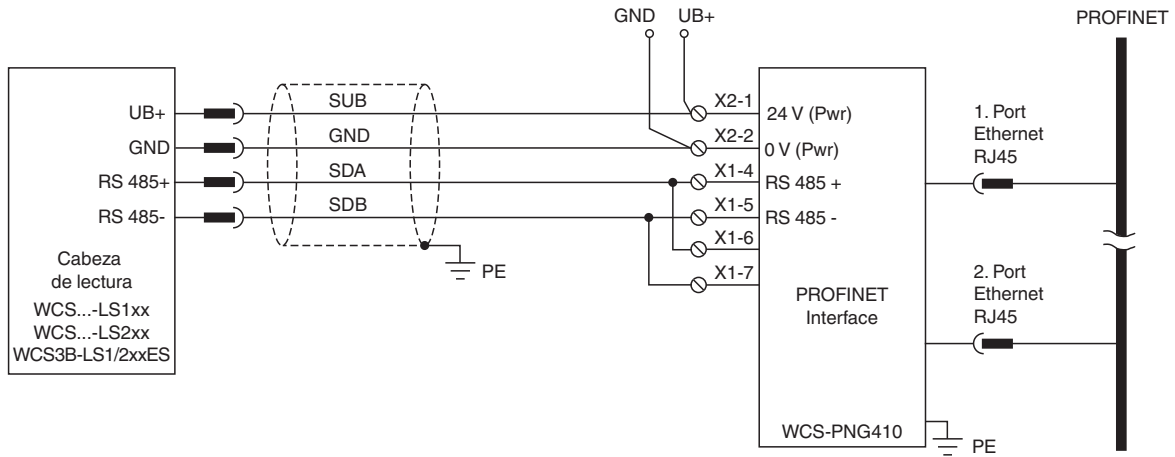 GND UB+
PROFINET
UB+
GND
RS 485+
RS 485-
Cabeza
de lectura
WCS...-LS1xx
WCS...-LS2xx
WCS3B-LS1/2xxES
SUB
GND
SDA
SDB
PE
X2-1
X2-2
X1-4
X1-5
X1-6
X1-7
24 V (Pwr)
0 V (Pwr)
RS 485 +
RS 485 -
PROFINET
Interface
WCS-PNG410
PE
1. Port
Ethernet
RJ45
2. Port
Ethernet
RJ45